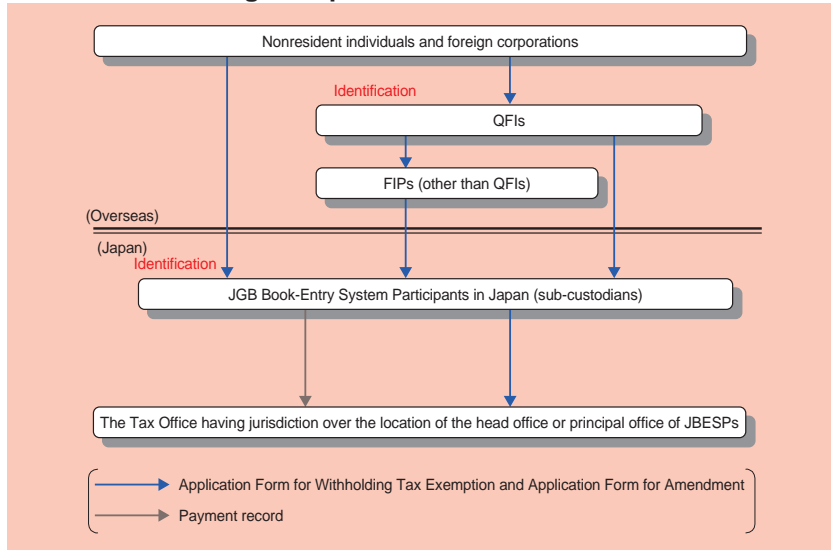 Nonresident individuals and foreign corporations
Identification
QFIs
FIPs (other than QFIs)
(Overseas)
(Japan)
Identification
JGB Book-Entry System Participants in Japan (sub-custodians)
The Tax Office having jurisdiction over the location of the head office or principal office of JBESPs
Application Form for Withholding Tax Exemption and Application Form for Amendment
Payment record